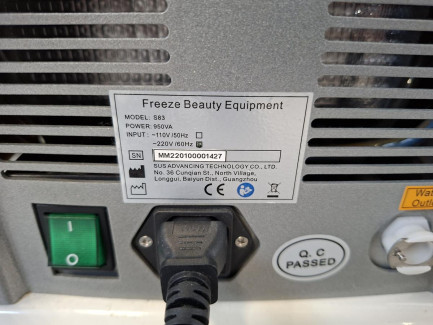 Freeze Beauty Equipment
MODEL: S83
POWER: 950VA
INPUT: ~110V/50Hz
~220V/60Hz
SN MM220100001427
SUS ADVANCING TECHNOLOGY CO., LTD.
No. 36 Cunqian St., North Village,
Longgui, Baiyun Dist., Guangzhou
CE
I
O
Q.C
PASSED